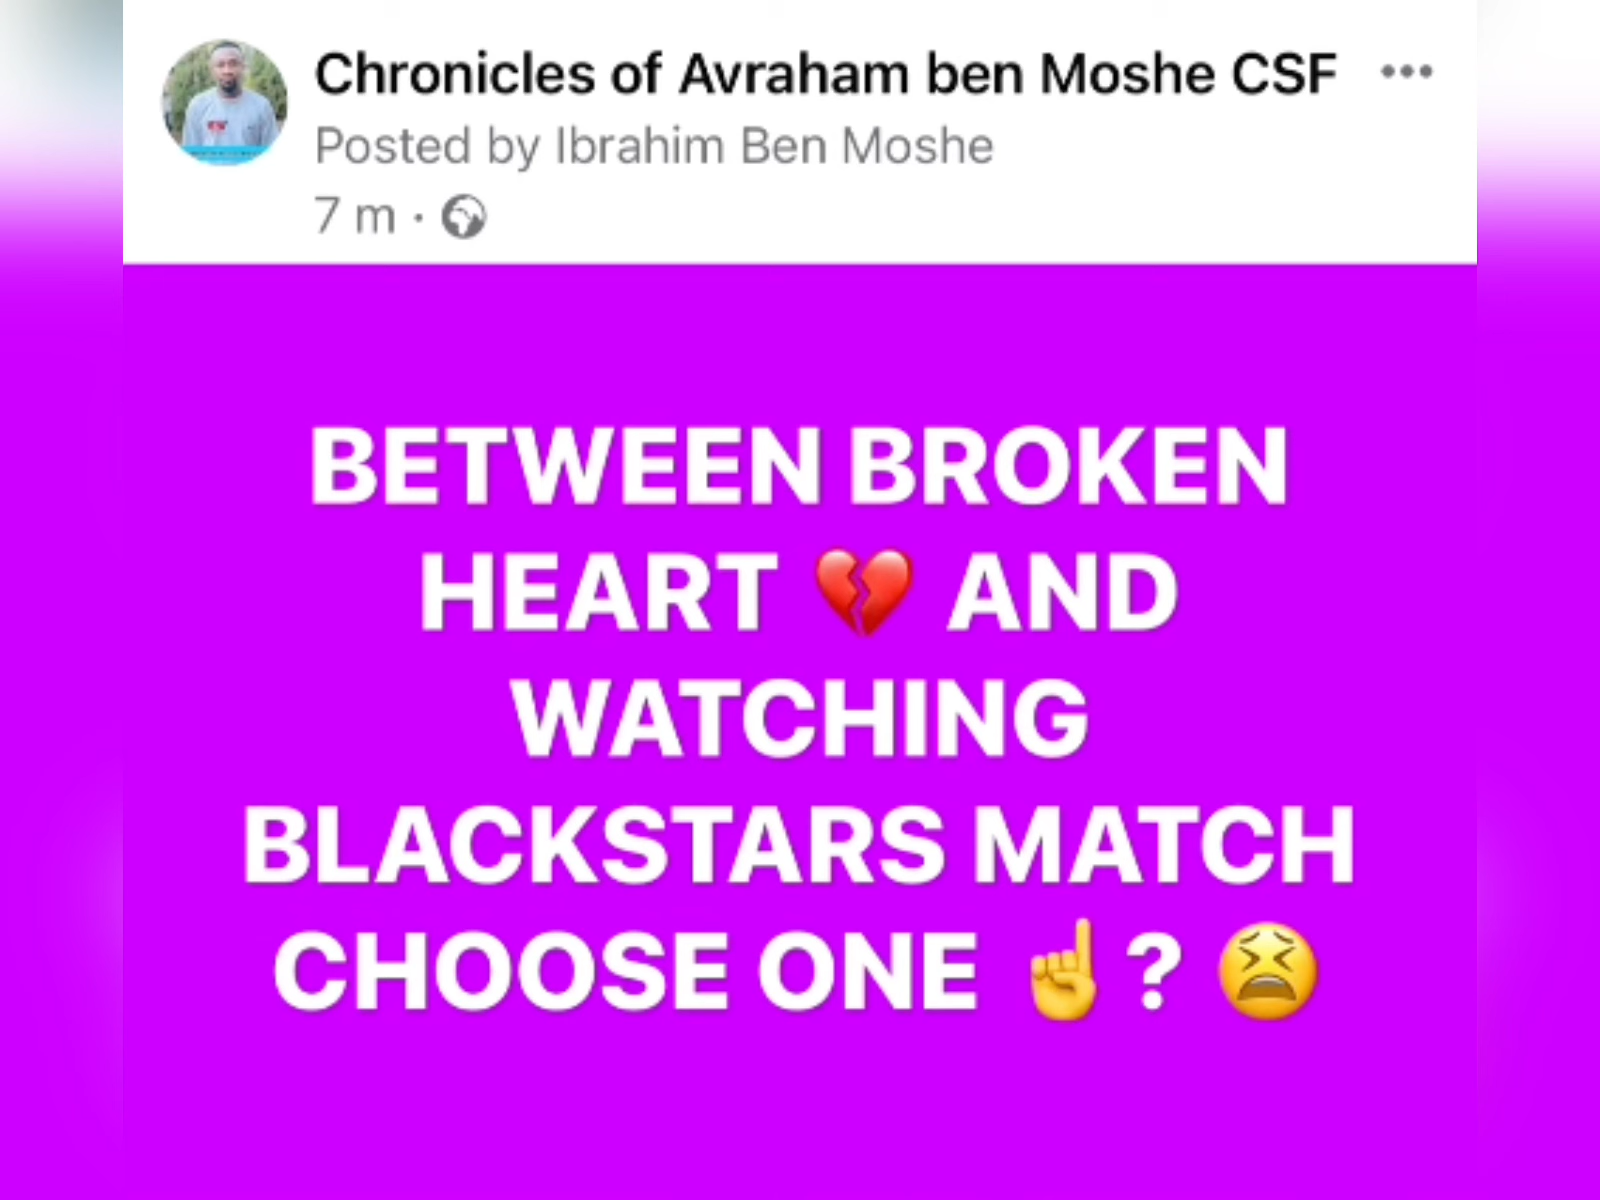 Chronicles of Avraham ben Moshe CSF
Posted by Ibrahim Ben Moshe
7 m ·
BETWEEN BROKEN
HEART 💔 AND
WATCHING
BLACKSTARS MATCH
CHOOSE ONE ☝️? 😫